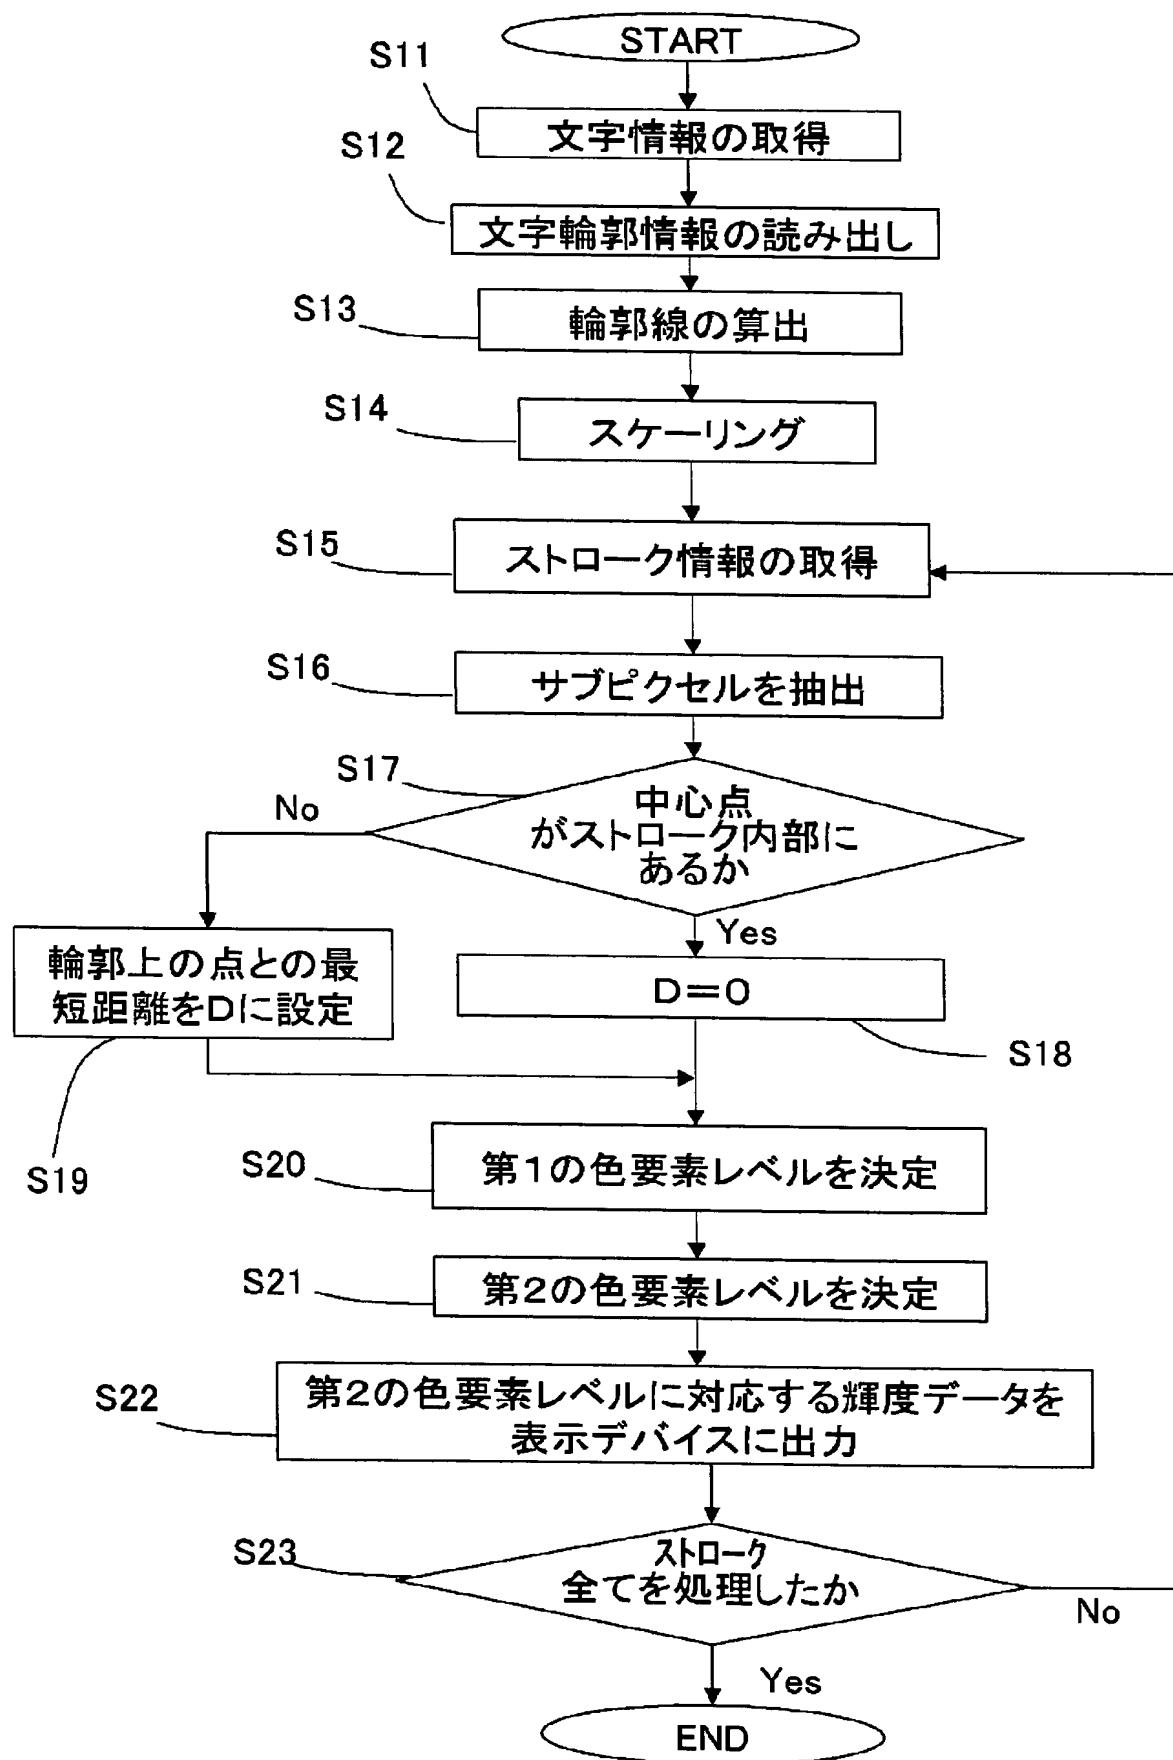 START
S11
文字情報の取得
S12
文字輪郭情報の読み出し
S13
輪郭線の算出
S14
スケーリング
S15
ストローク情報の取得
S16
サブピクセルを抽出
S17
中心点
がストローク内部に
あるか
No
Yes
輪郭上の点との最
短距離をDに設定
D=0
S18
S19
S20
第1の色要素レベルを決定
S21
第2の色要素レベルを決定
S22
第2の色要素レベルに対応する輝度データを
表示デバイスに出力
S23
ストローク
全てを処理したか
No
Yes
END